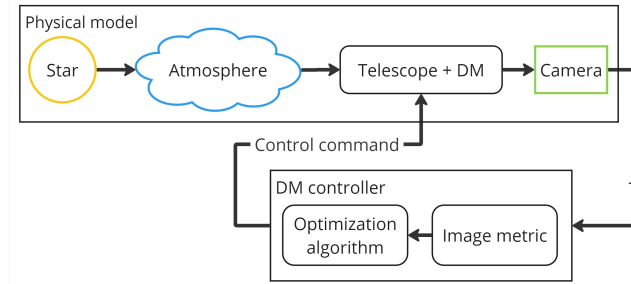 Physical model
Star
Atmosphere
Telescope + DM
Camera
Control command
DM controller
Optimization
algorithm
Image metric